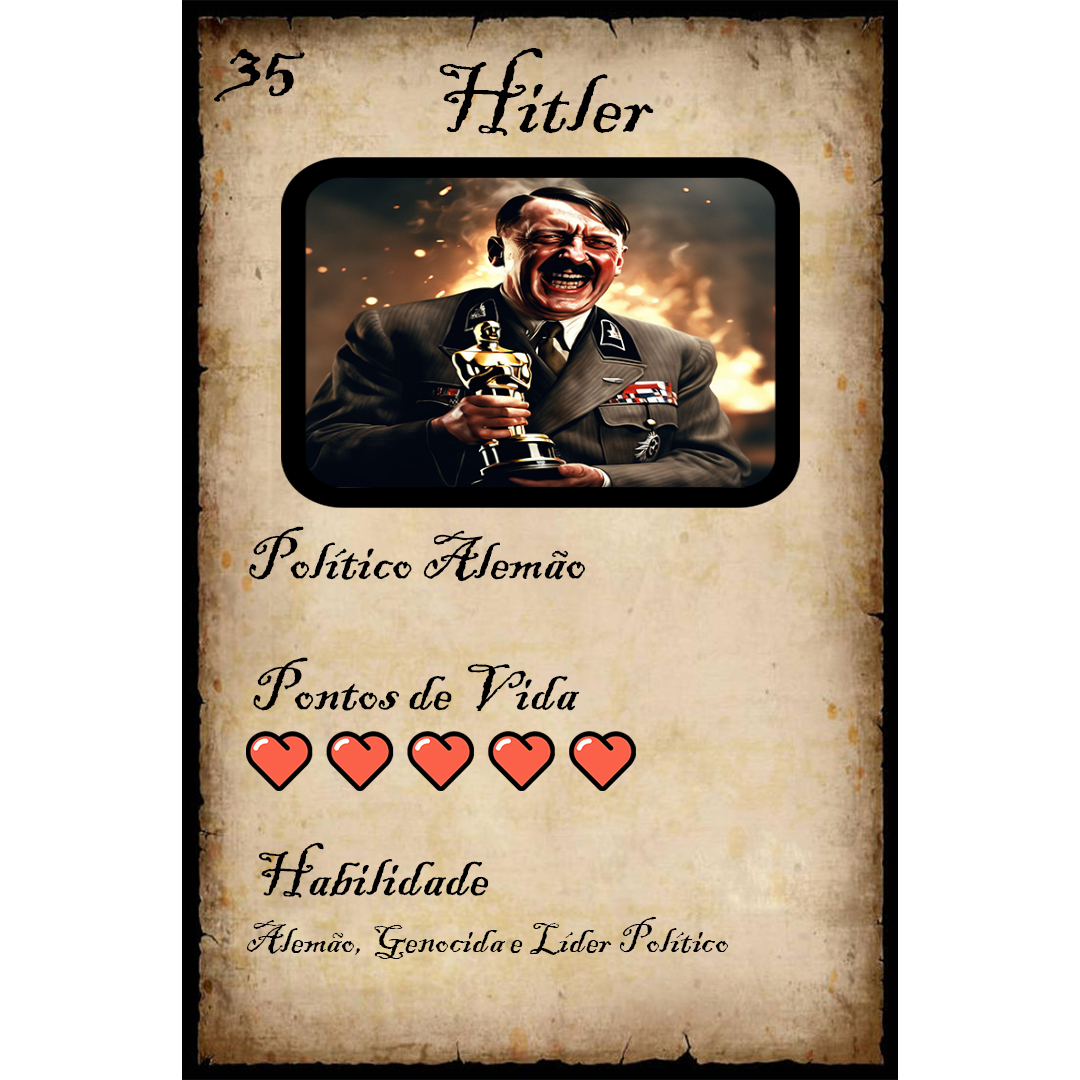 35
Hitler
Político Alemão
Pontos de Vida
Habilidade
Alemão, Genocida e Líder Político